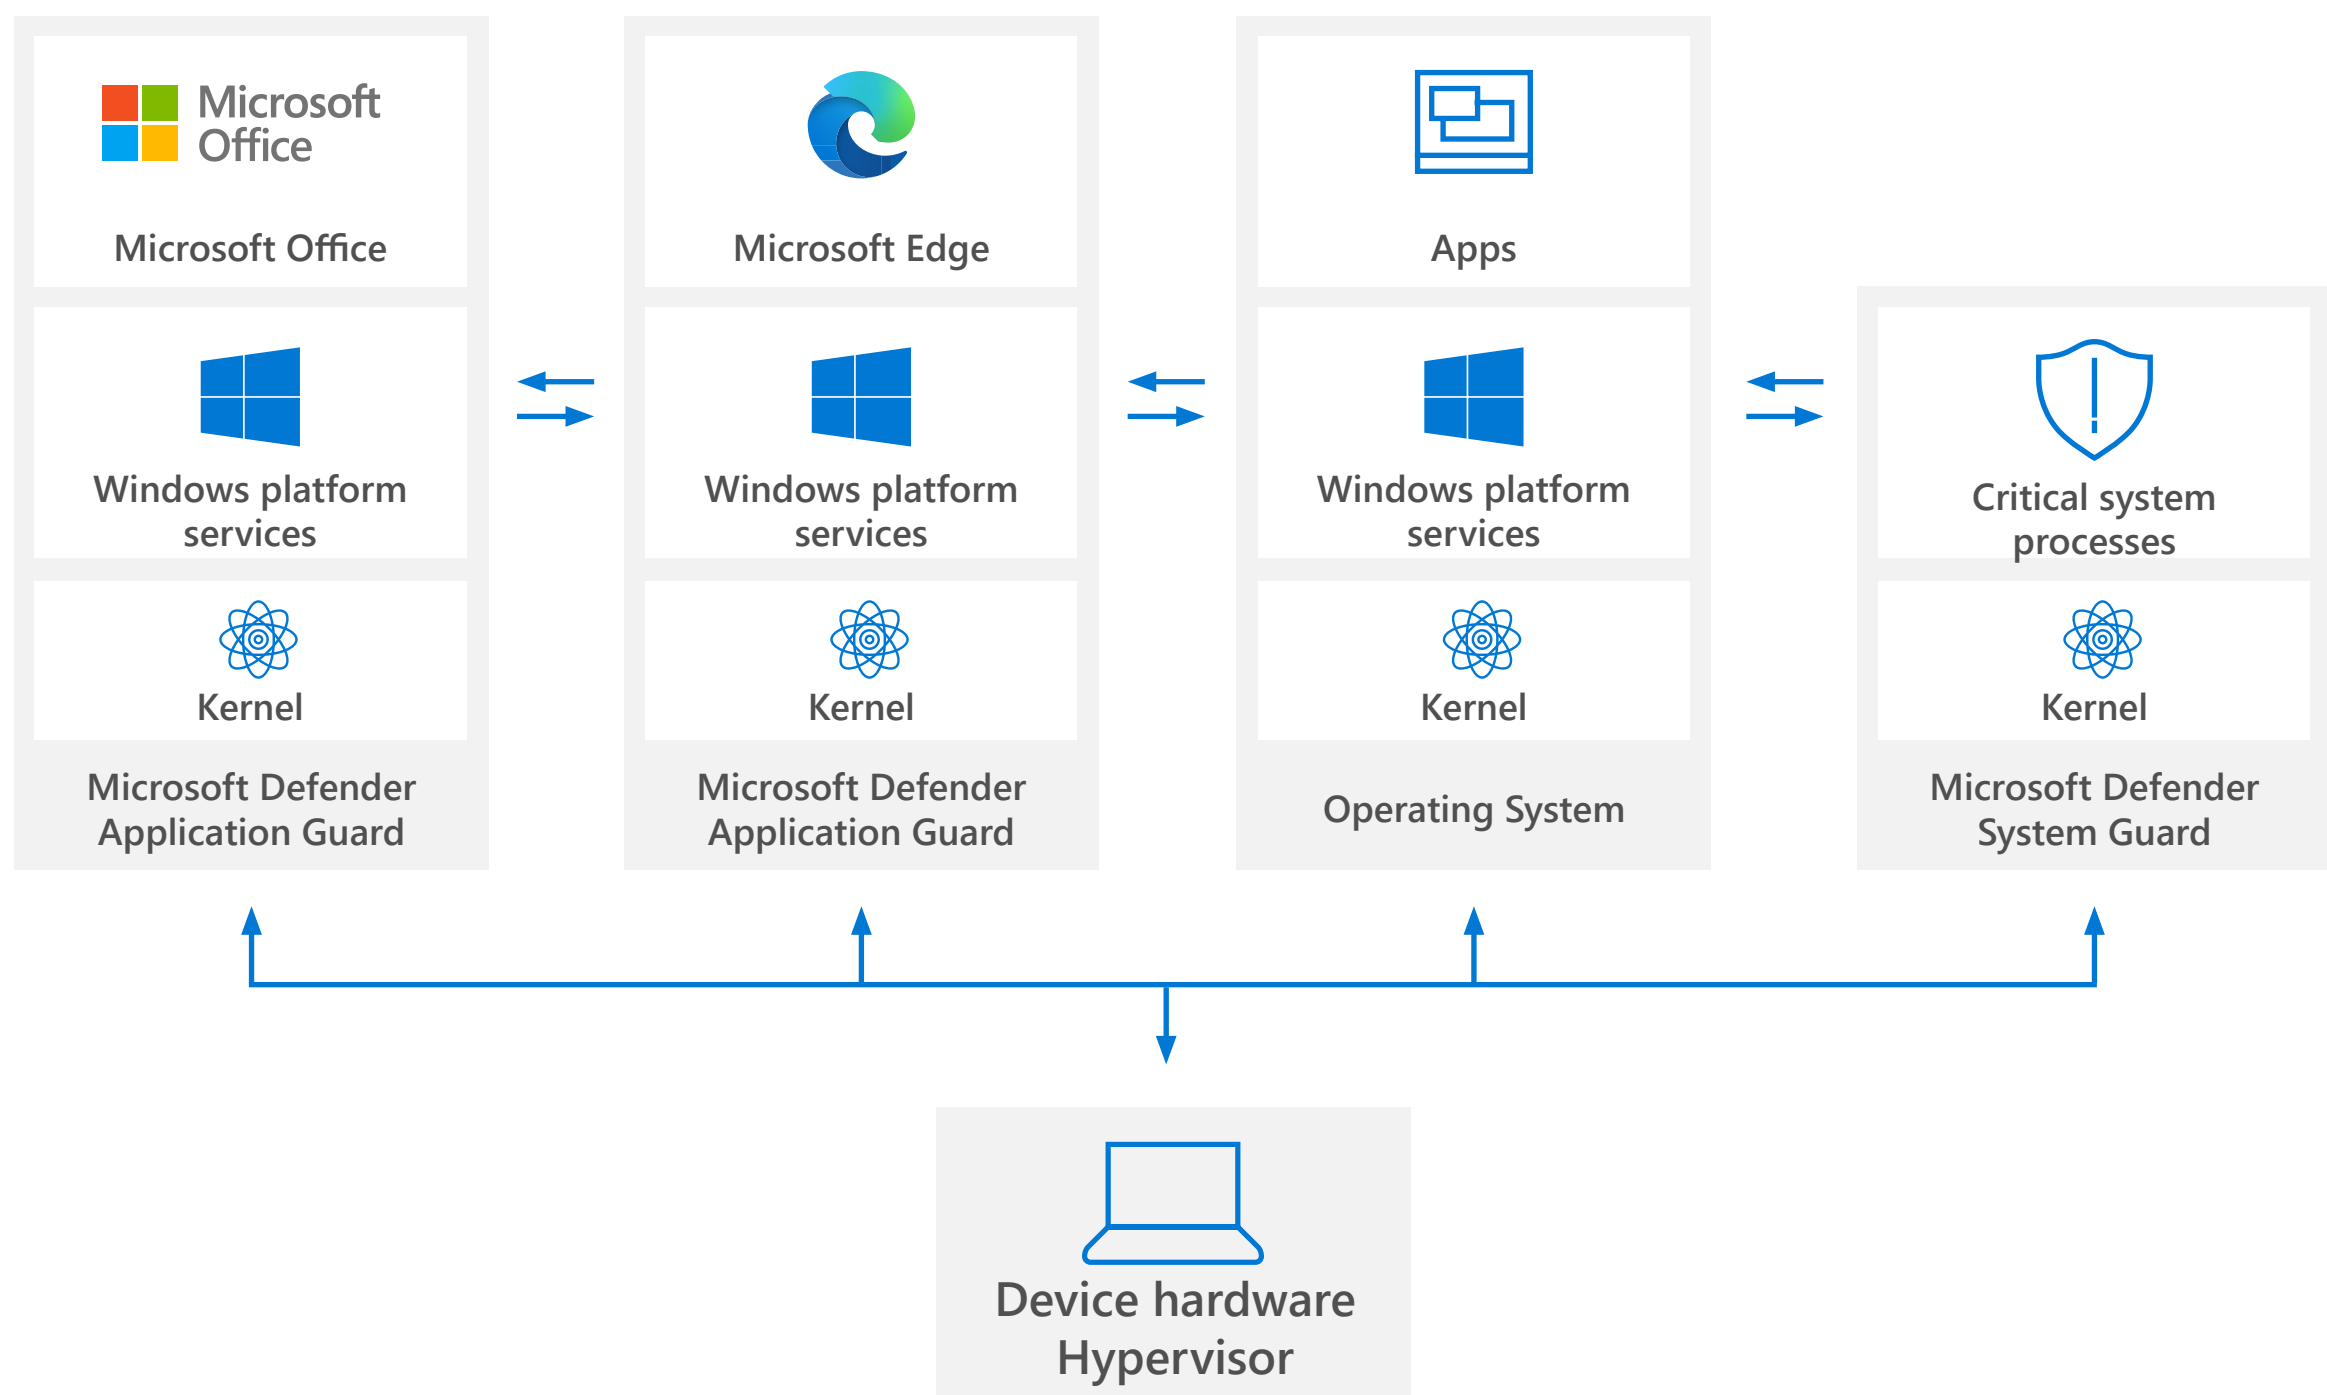 Microsoft
Office
Microsoft Office
Windows platform
services
Kernel
Microsoft Defender
Application Guard
Microsoft Edge
Windows platform
services
Kernel
Microsoft Defender
Application Guard
Apps
Windows platform
services
Kernel
Operating System
Critical system
processes
Kernel
Microsoft Defender
System Guard
Device hardware
Hypervisor